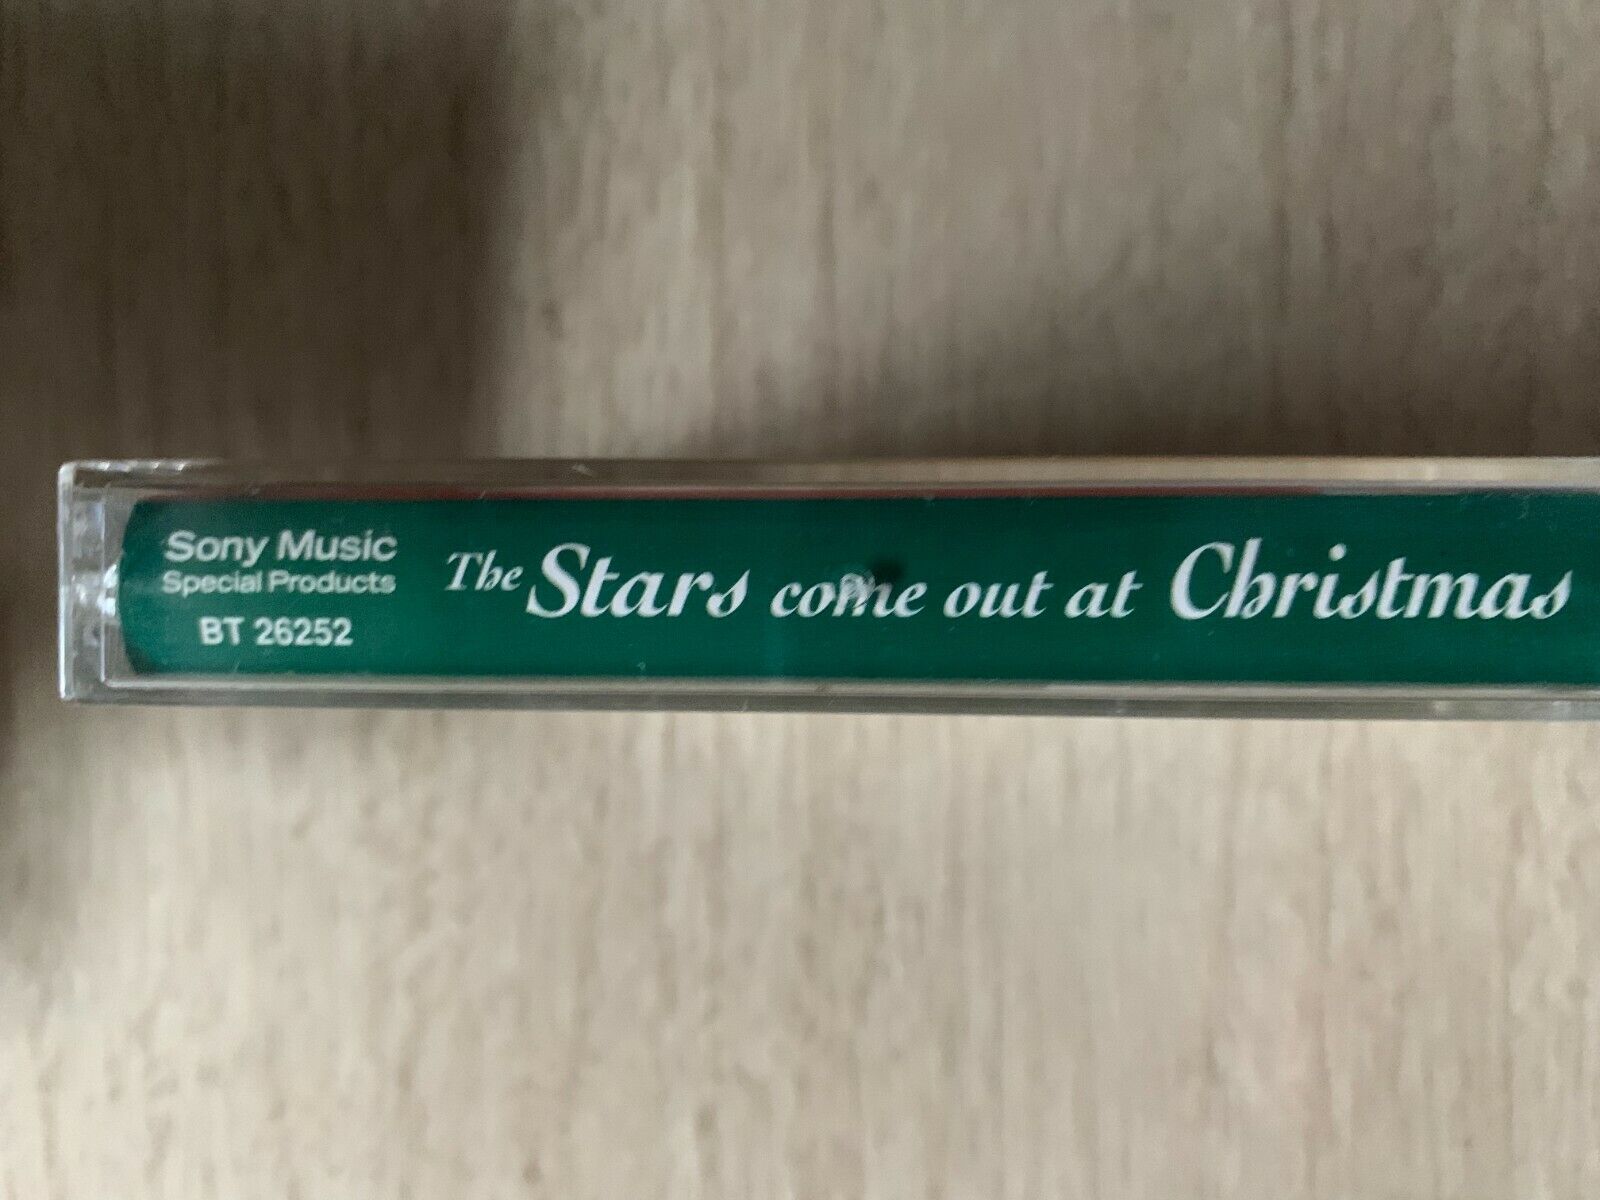 Sony Music
Special Products
BT 26252
The Stars come out at Christmas